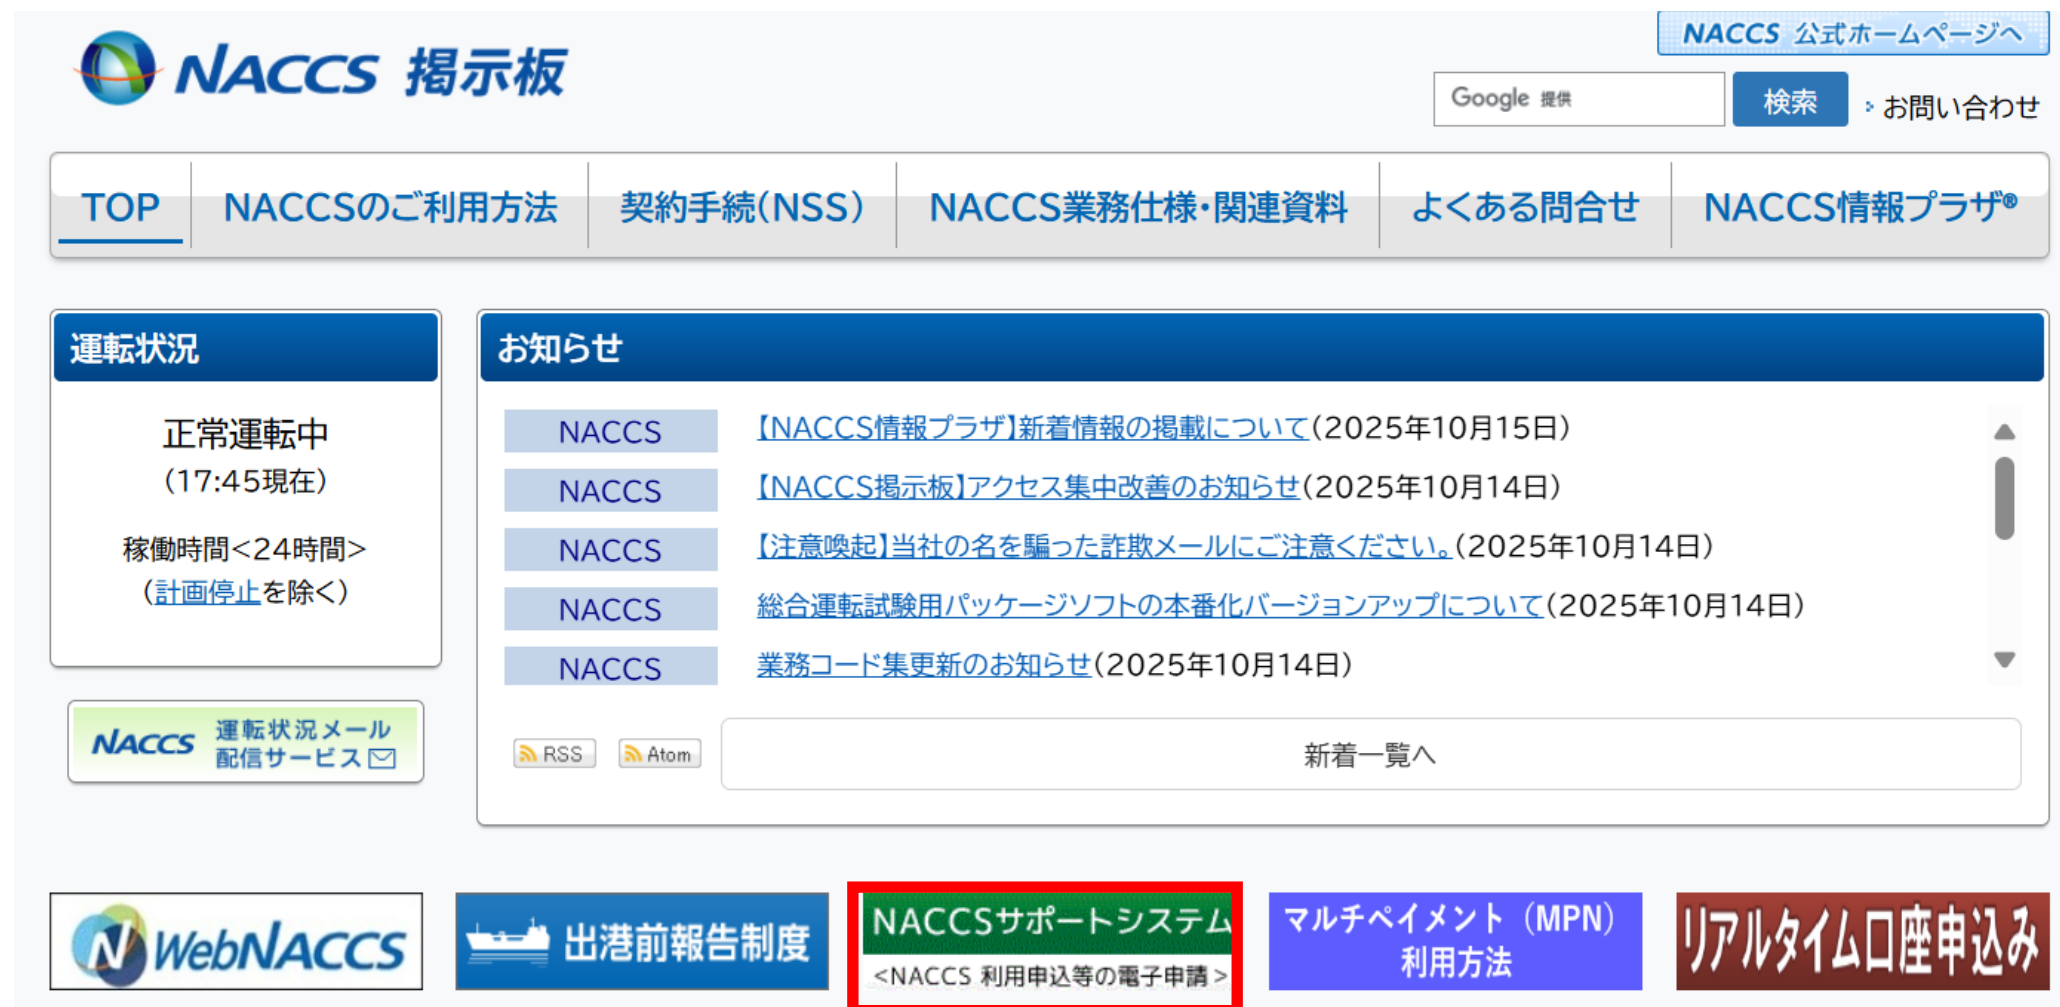 NACCS 掲示板
NACCS 公式ホームページへ
Google 提供
検索
お問い合わせ
TOP
NACCSのご利用方法
契約手続(NSS)
NACCS業務仕様・関連資料
よくある問合せ
NACCS情報プラザ®
運転状況
正常運転中
(17:45現在)
稼働時間<24時間>
(計画停止を除く)
NACCS 運転状況メール
配信サービス
お知らせ
NACCS 【NACCS情報プラザ】新着情報の掲載について(2025年10月15日)
NACCS 【NACCS掲示板】アクセス集中改善のお知らせ(2025年10月14日)
NACCS 【注意喚起】当社の名を騙った詐欺メールにご注意ください。(2025年10月14日)
NACCS 総合運転試験用パッケージソフトの本番化バージョンアップについて(2025年10月14日)
NACCS 業務コード集更新のお知らせ(2025年10月14日)
RSS
Atom
新着一覧へ
N WebNACCS
出港前報告制度
NACCSサポートシステム
<NACCS 利用申込等の電子申請>
マルチペイメント(MPN)
利用方法
リアルタイム口座申込み